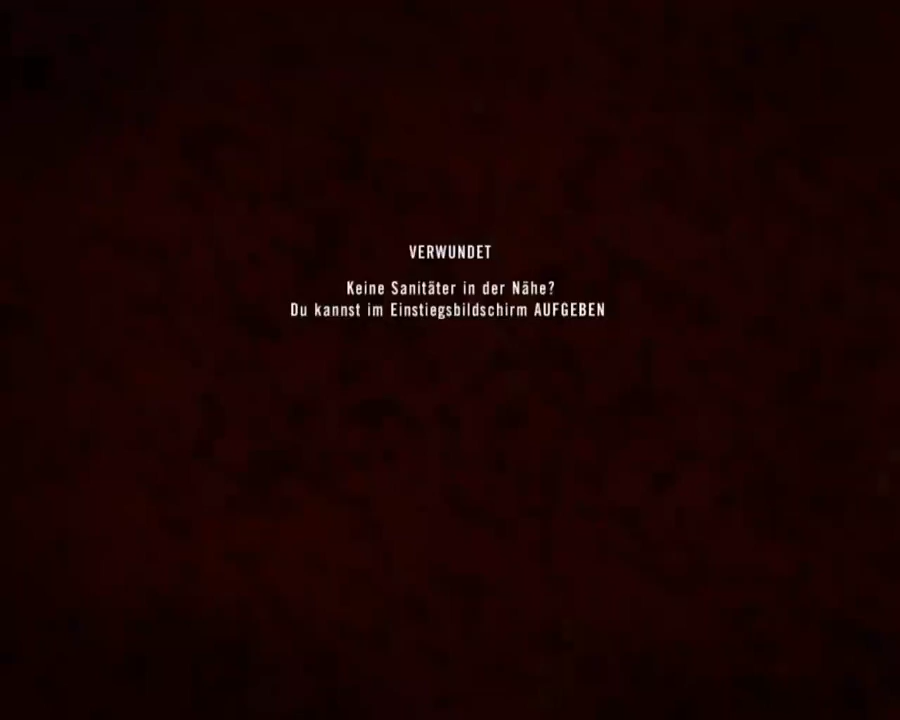 VERWUNDET
Keine Sanitäter in der Nähe?
Du kannst im Einstiegsbildschirm AUFGEBEN